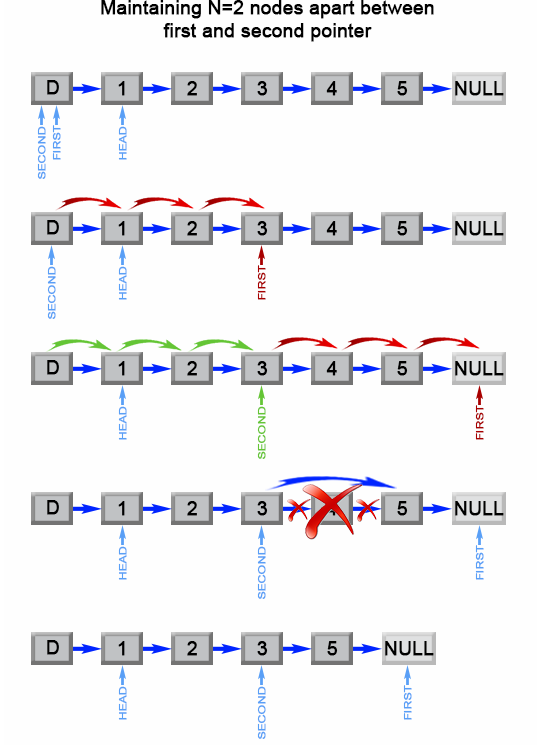 Maintaining N=2 nodes apart between
first and second pointer
D 1 2 3 4 5 NULL
SECOND FIRST HEAD
D 1 2 3 4 5 NULL
SECOND HEAD FIRST
D 1 2 3 4 5 NULL
HEAD SECOND FIRST
D 1 2 3 4 5 NULL
HEAD SECOND FIRST
D 1 2 3 5 NULL
HEAD SECOND FIRST